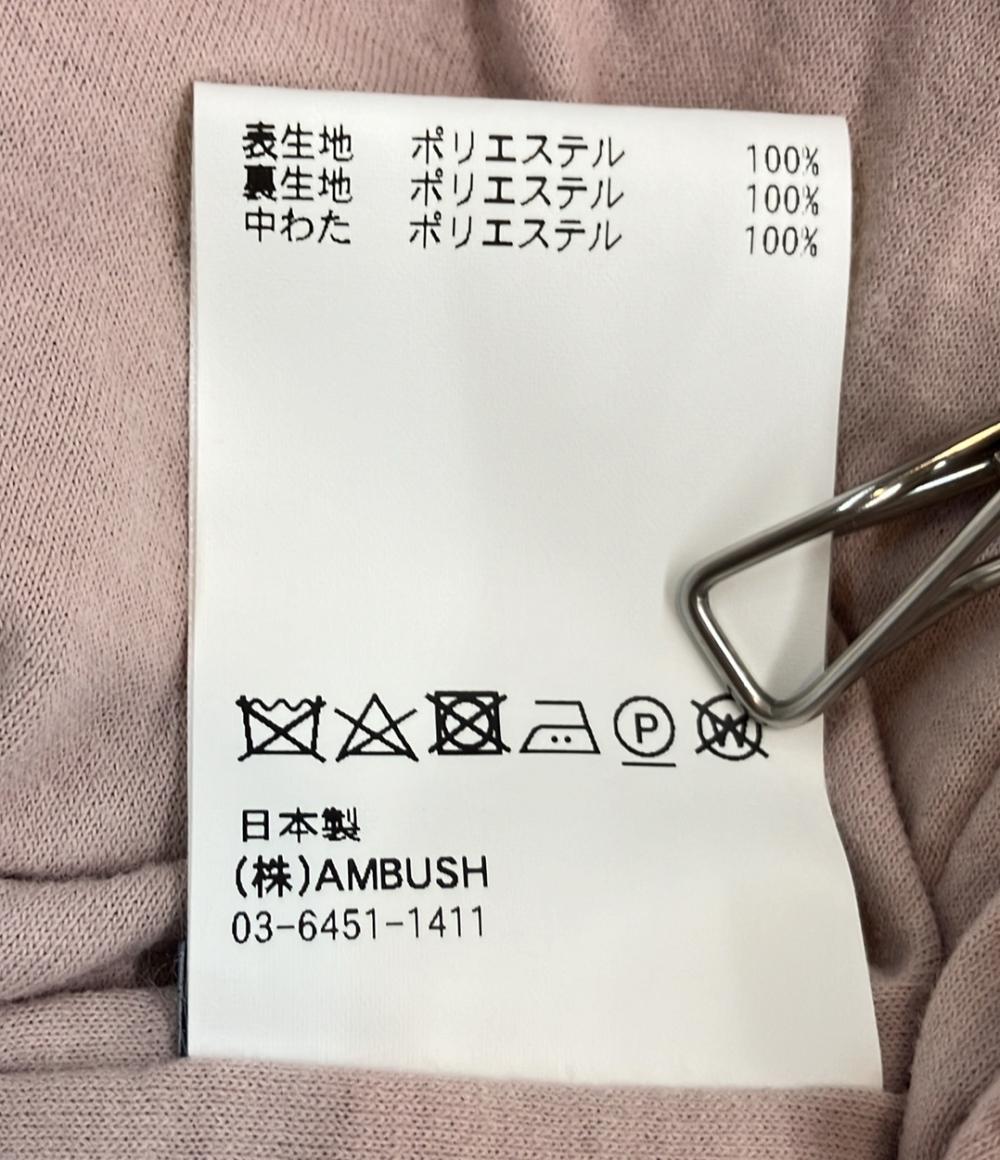 表生地 ポリエステル 100%
裏生地 ポリエステル 100%
中わた ポリエステル 100%
P W
日本製
(株)AMBUSH
03-6451-1411